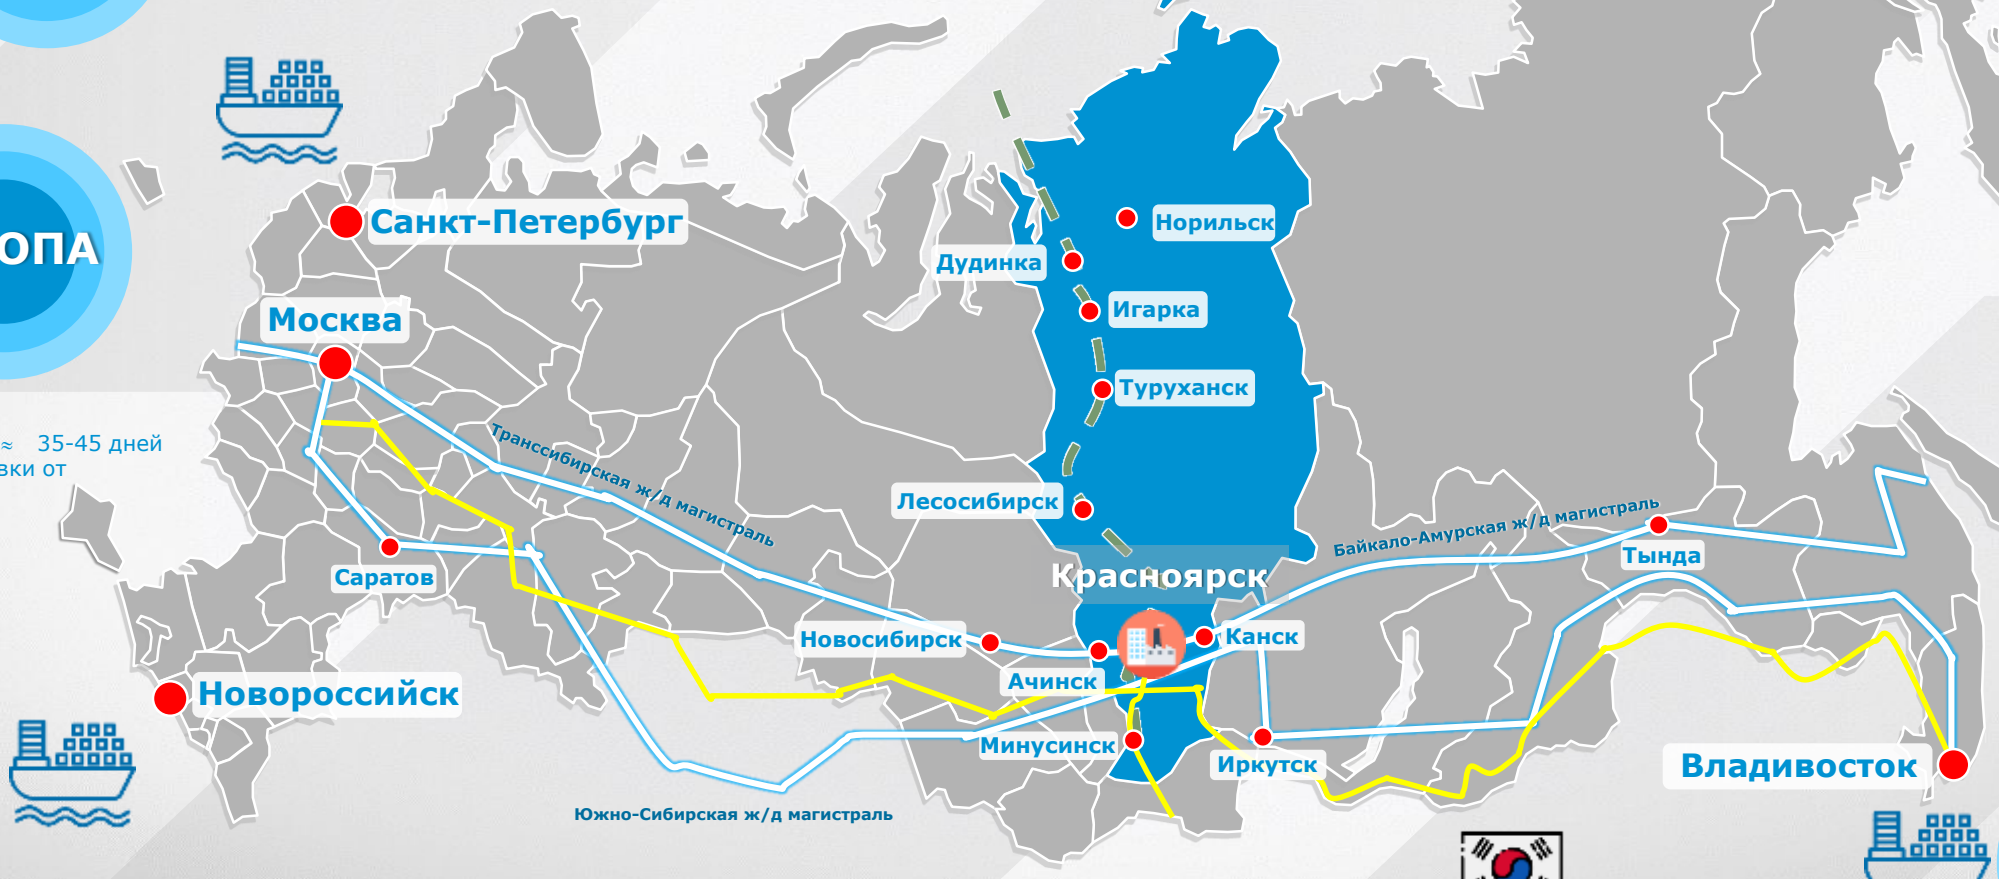 Санкт-Петербург
Норильск
ОПА
Дудинка
Игарка
Москва
Туруханск
≈ 35-45 дней
вки от
Транссибирская ж/д магистраль
Лесосибирск
Байкало-Амурская ж/д магистраль
Тында
Красноярск
Саратов
Новосибирск
Канск
Ачинск
Новороссийск
Минусинск
Иркутск
Владивосток
Южно-Сибирская ж/д магистраль